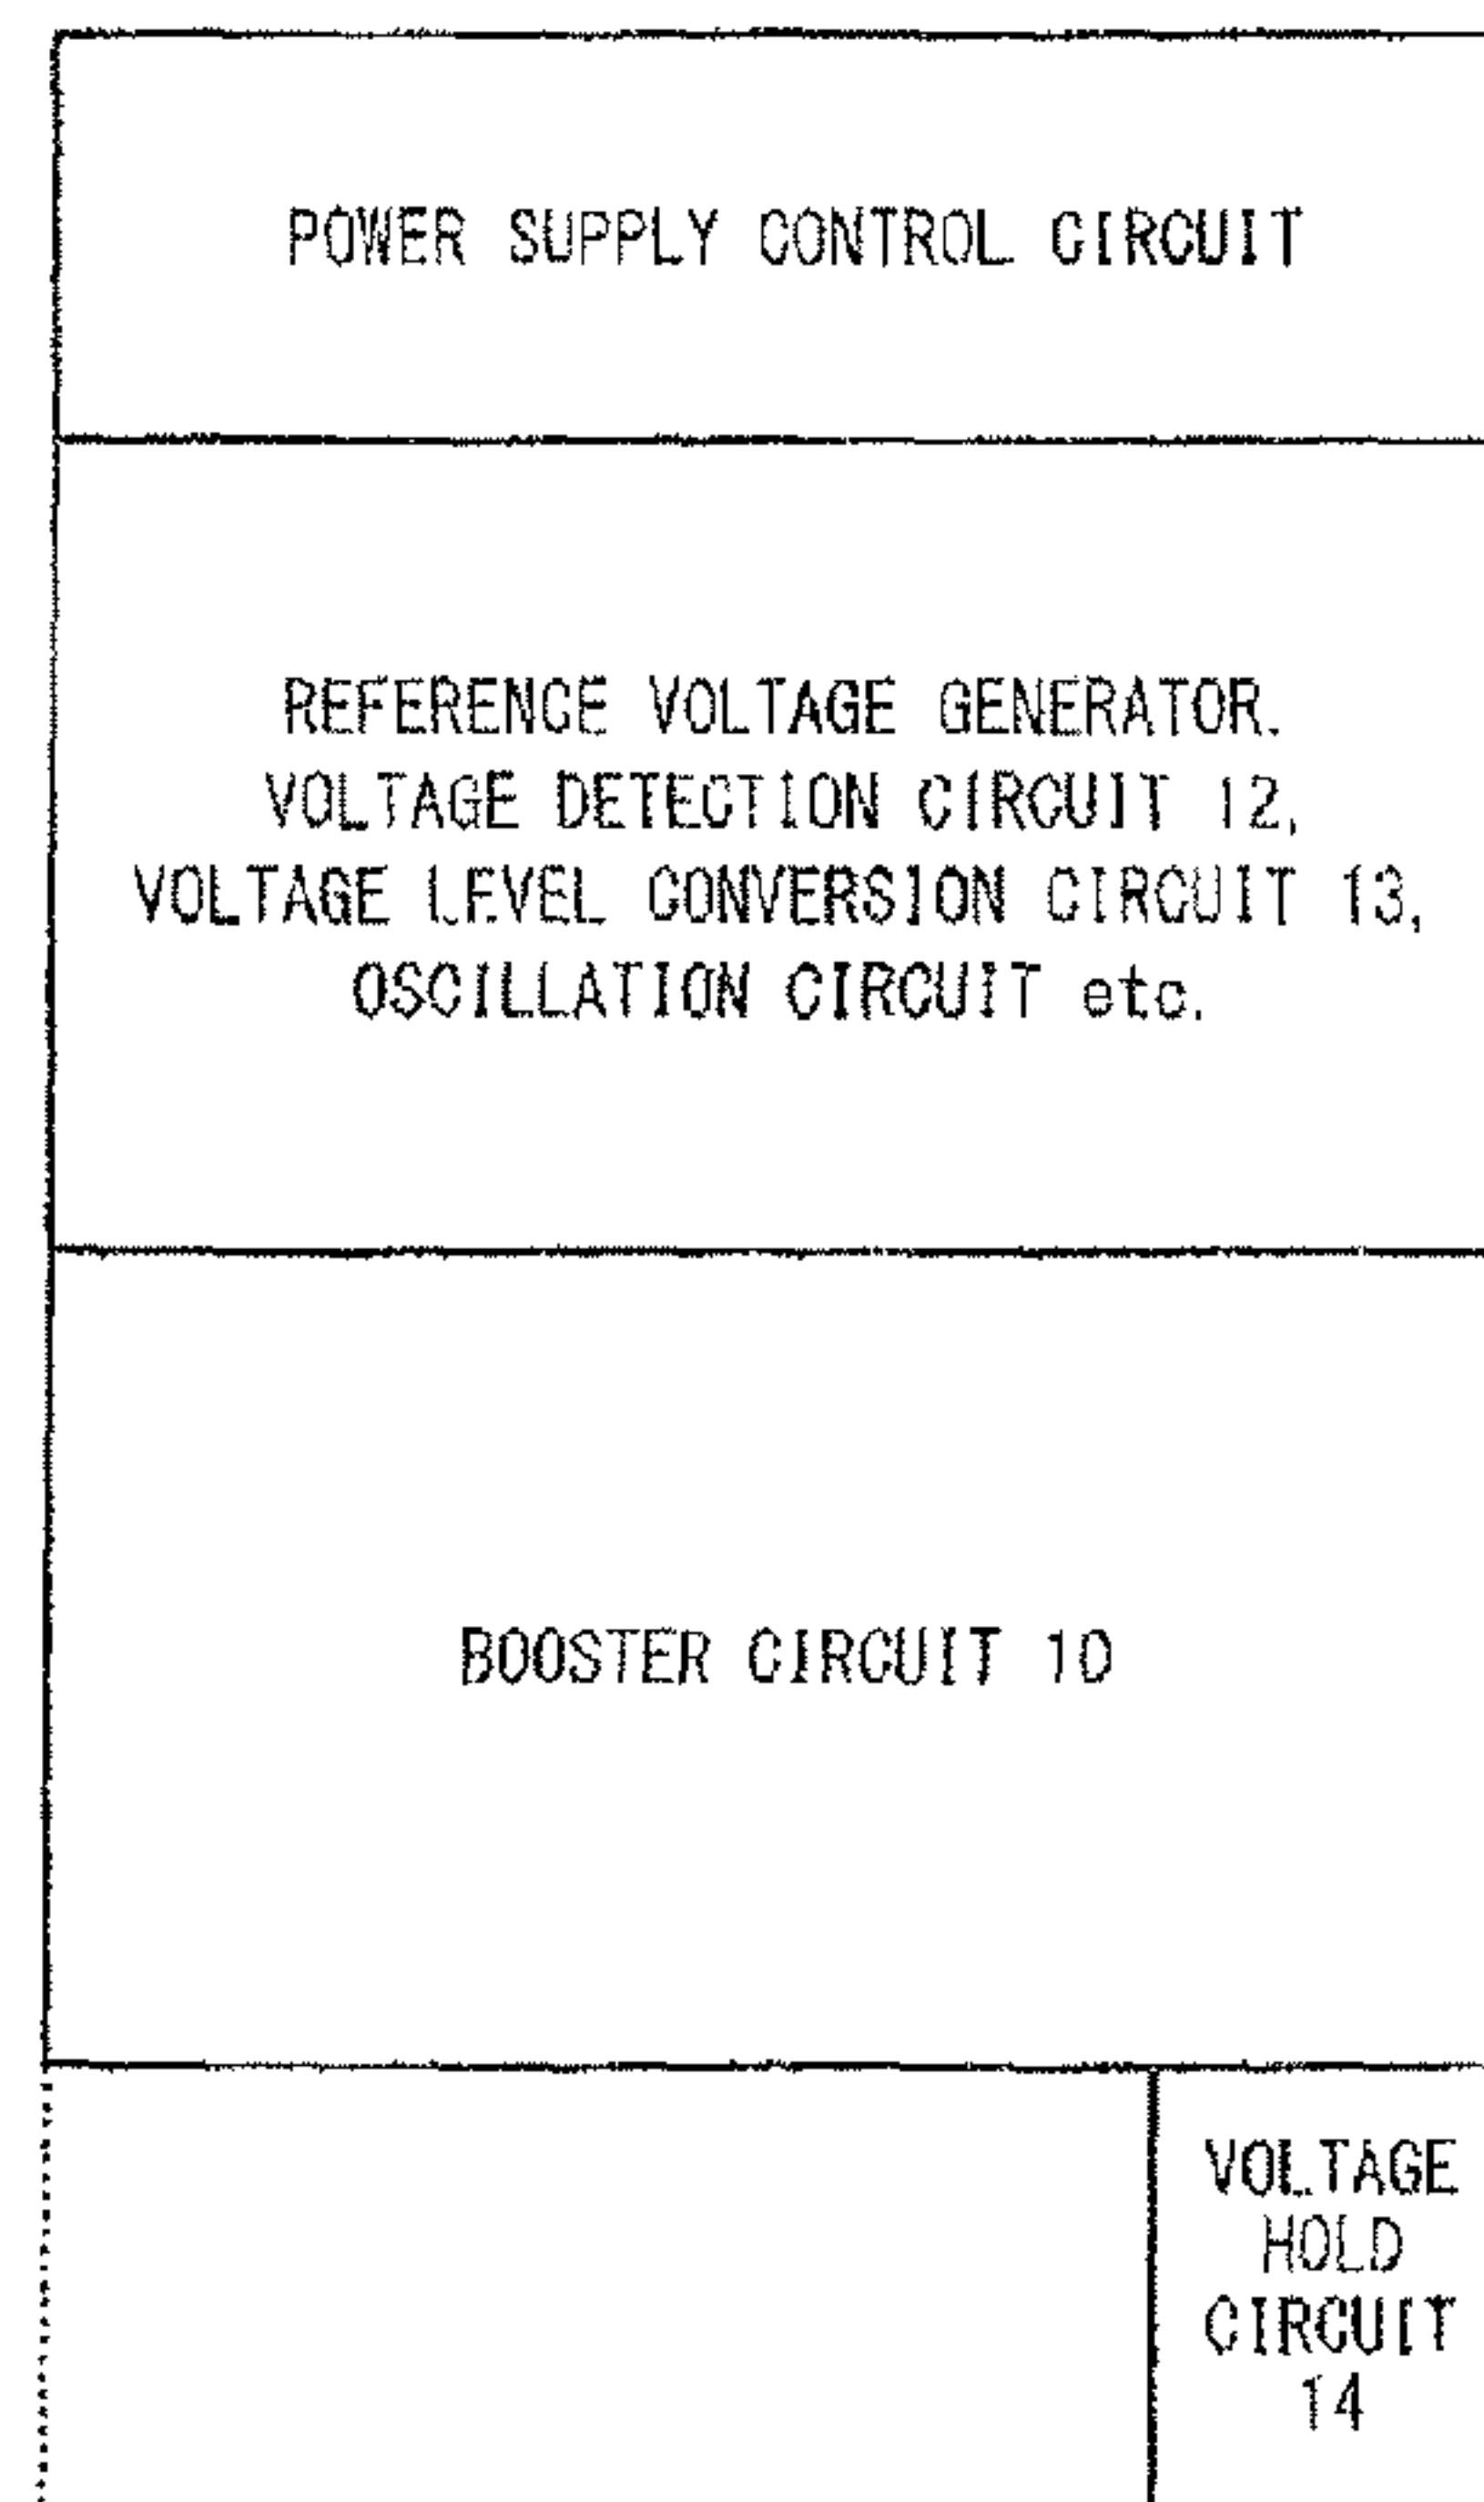 POWER SUPPLY CONTROL CIRCUIT
REFERENCE VOLTAGE GENERATOR.
VOLTAGE DETECTION CIRCUIT 12,
VOLTAGE LEVEL CONVERSION CIRCUIT 13,
OSCILLATION CIRCUIT etc.
BOOSTER CIRCUIT 10
VOLTAGE
HOLD
CIRCUIT
14